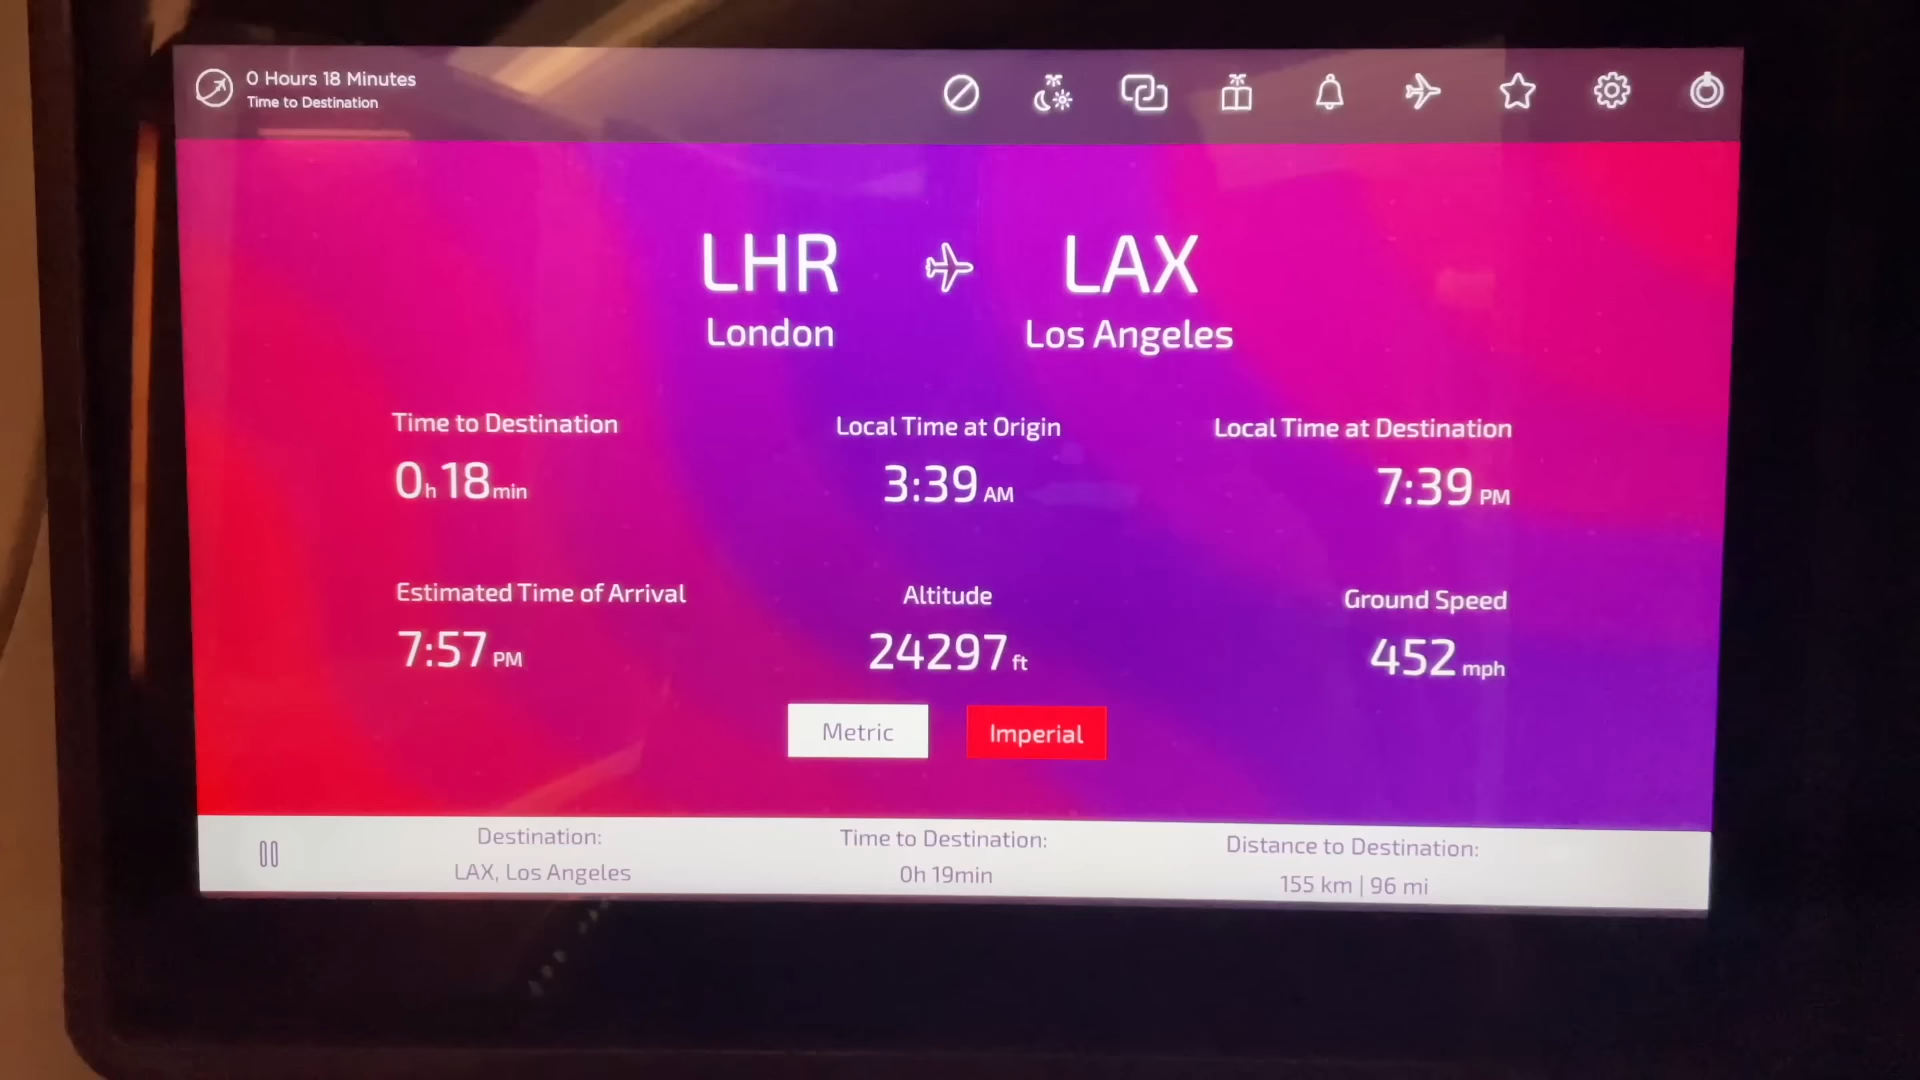 0 Hours 18 Minutes
Time to Destination
LHR LAX
London Los Angeles
Time to Destination Local Time at Origin Local Time at Destination
0h 18min 3:39 AM 7:39 PM
Estimated Time of Arrival Altitude Ground Speed
7:57 PM 24297 ft 452 mph
Metric Imperial
Destination: Time to Destination: Distance to Destination:
LAX, Los Angeles 0h 19min 155 km | 96 mi